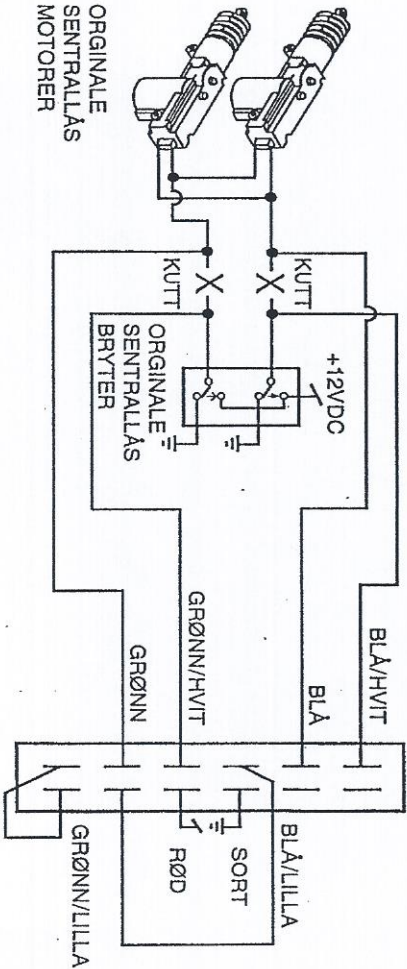 ORGINALE
SENTRALLÅS
MOTORER
KUTT
KUTT
+12VDC
ORGINALE
SENTRALLÅS
BRYTER
BLÅ/HVIT
BLÅ
GRØNN/HVIT
GRØNN
BLÅ/LILLA
SORT
RØD
GRØNN/LILLA